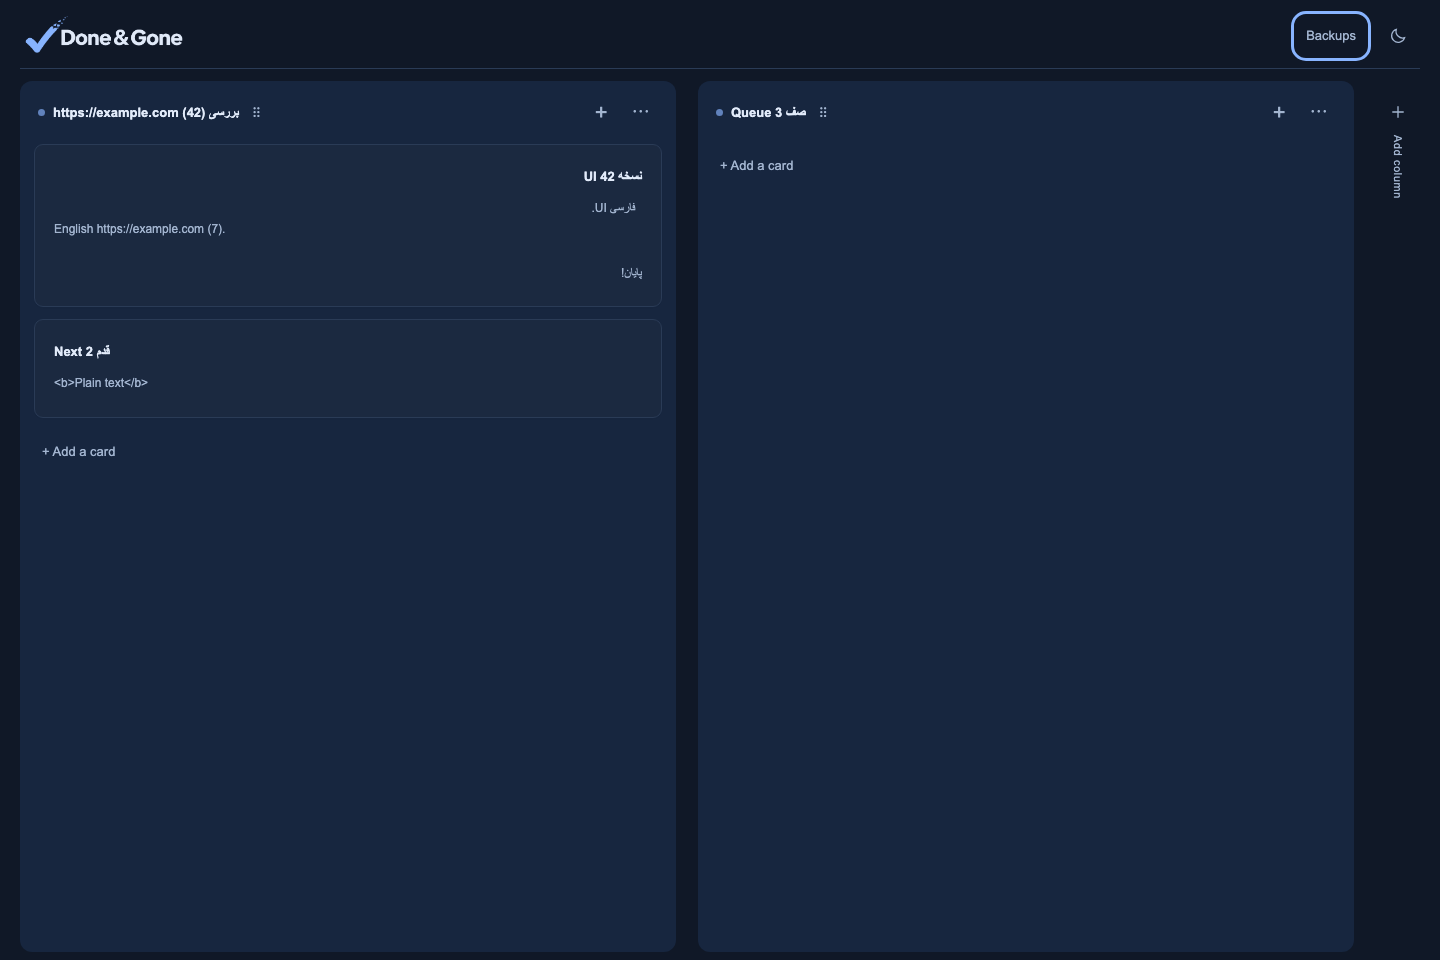 Done & Gone
Backups
بررسی https://example.com (42)
نسخه UI 42
فارسی UI.
English https://example.com (7).
پایان!
Next 2 قدم
<b>Plain text</b>
+ Add a card
Queue 3 صف
+ Add a card
Add column